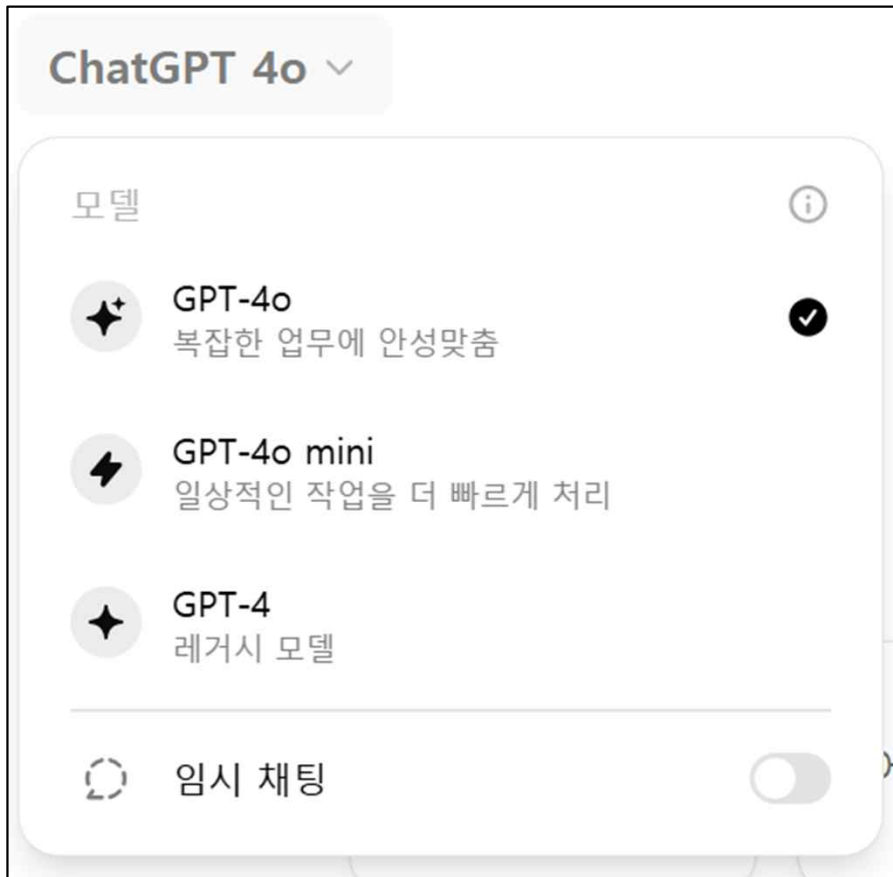 ChatGPT 4o
모델
GPT-4o
복잡한 업무에 안성맞춤
GPT-4o mini
일상적인 작업을 더 빠르게 처리
GPT-4
레거시 모델
임시 채팅